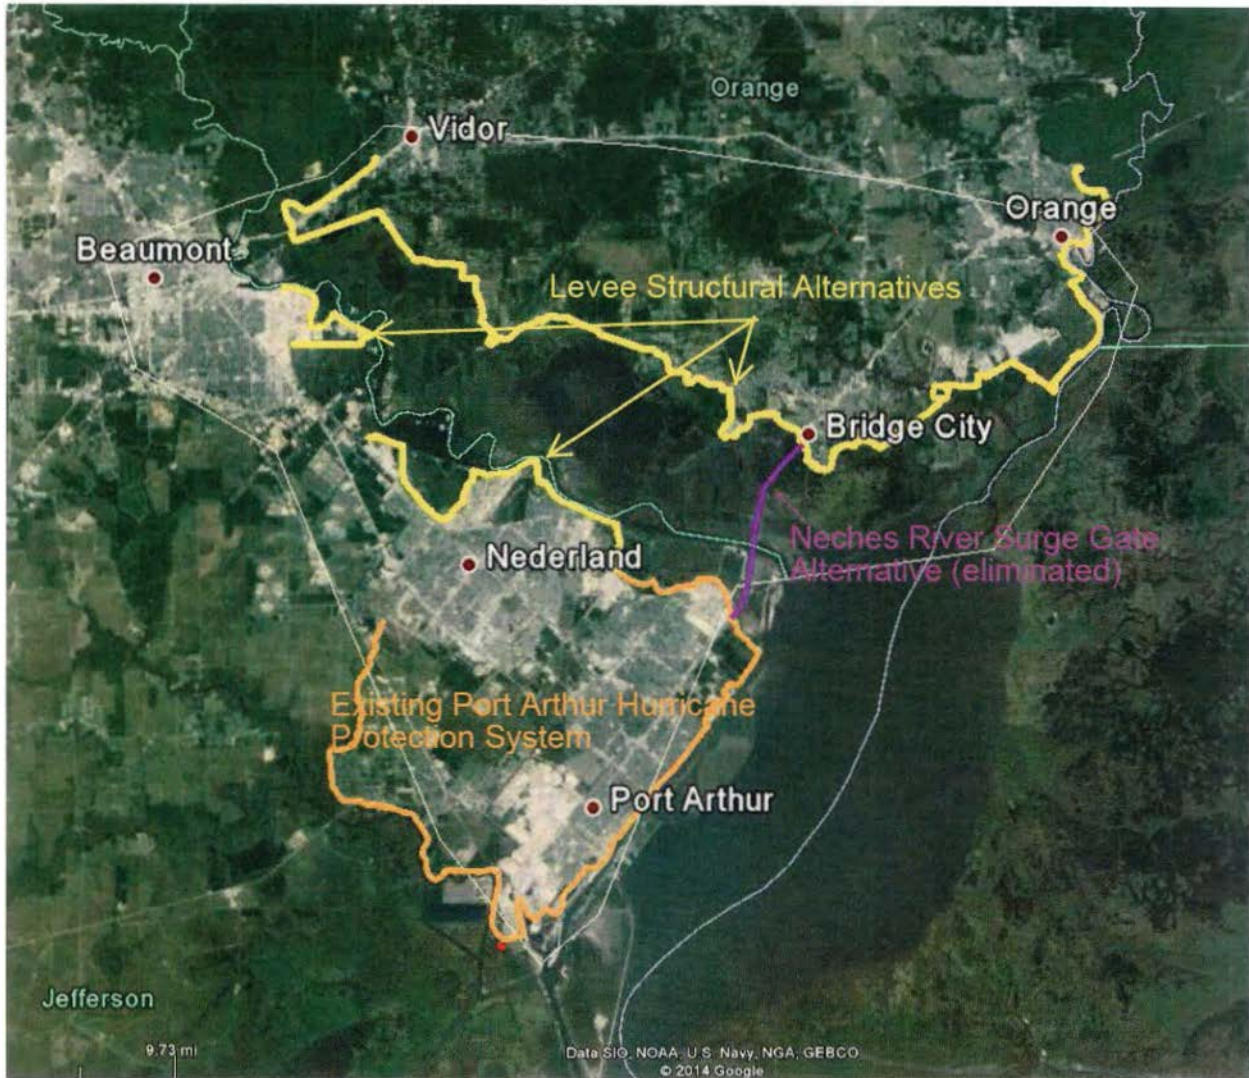 Orange
Vidor
Orange
Beaumont
Levee Structural Alternatives
Bridge City
Neches River Surge Gate
Alternative (eliminated)
Nederland
Existing Port Arthur Hurricane
Protection System
Port Arthur
Jefferson
9.73 mi
Data SIO, NOAA, U.S. Navy, NGA, GEBCO
© 2014 Google